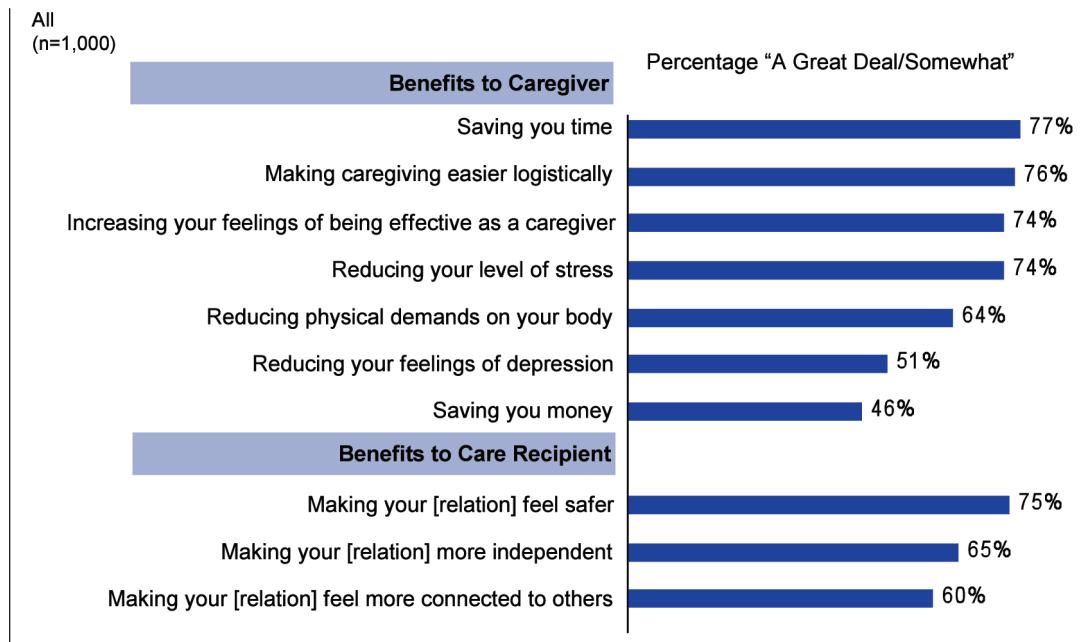 All
(n=1,000)
Percentage “A Great Deal/Somewhat”
Benefits to Caregiver
Saving you time 77%
Making caregiving easier logistically 76%
Increasing your feelings of being effective as a caregiver 74%
Reducing your level of stress 74%
Reducing physical demands on your body 64%
Reducing your feelings of depression 51%
Saving you money 46%
Benefits to Care Recipient
Making your [relation] feel safer 75%
Making your [relation] more independent 65%
Making your [relation] feel more connected to others 60%